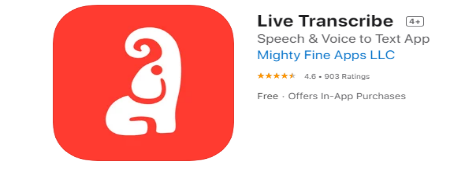 Live Transcribe 4+
Speech & Voice to Text App
Mighty Fine Apps LLC
4.6 • 903 Ratings
Free · Offers In-App Purchases